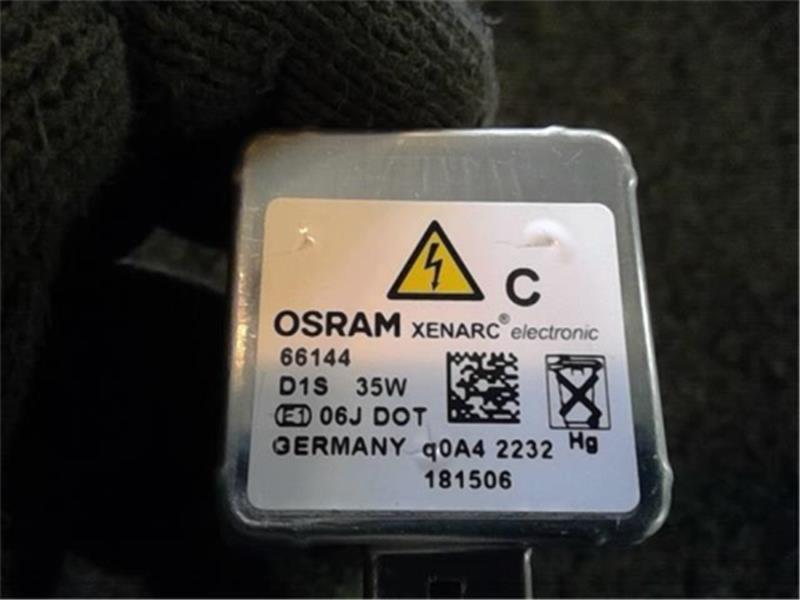 C
OSRAM XENARC® electronic
66144
D1S 35W
E1 06J DOT
GERMANY q0A4 2232
Hg
181506